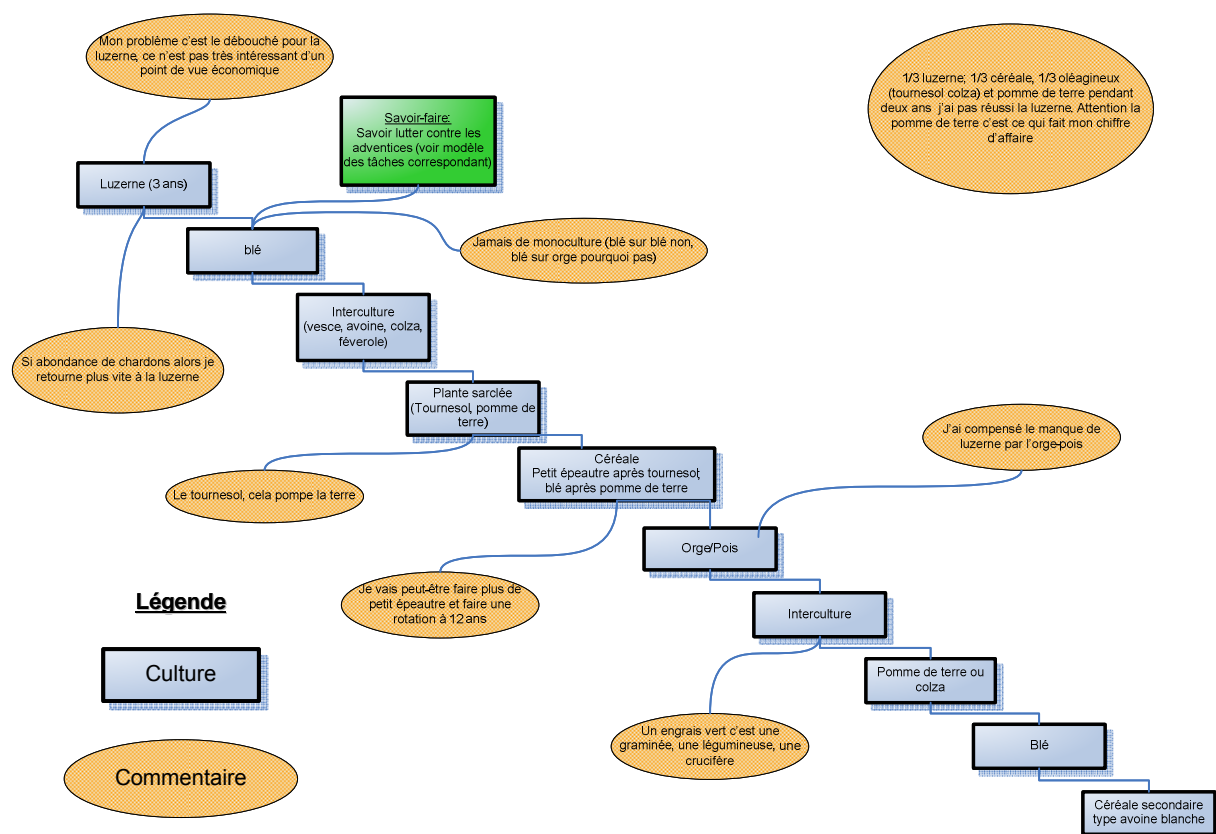 Mon problème c'est le débouché pour la
luzerne, ce n'est pas très intéressant d'un
point de vue économique
1/3 luzerne; 1/3 céréale, 1/3 oléagineux
(tournesol colza) et pomme de terre pendant
deux ans j'ai pas réussi la luzerne. Attention la
pomme de terre c'est ce qui fait mon chiffre
d'affaire
Savoir-faire:
Savoir lutter contre les
adventices (voir modèle
des tâches correspondant)
Luzerne (3 ans)
blé
Jamais de monoculture (blé sur blé non,
blé sur orge pourquoi pas)
Interculture
(vesce, avoine, colza,
féverole)
Si abondance de chardons alors je
retourne plus vite à la luzerne
Plante sarclée
(Tournesol, pomme de
terre)
J'ai compensé le manque de
luzerne par l'orge-pois
Céréale
Petit épeautre après tournesol;
blé après pomme de terre
Le tournesol, cela pompe la terre
Orge/Pois
Je vais peut-être faire plus de
petit épeautre et faire une
rotation à 12 ans
Légende
Interculture
Culture
Pomme de terre ou
colza
Un engrais vert c'est une
graminée, une légumineuse, une
crucifère
Blé
Commentaire
Céréale secondaire
type avoine blanche